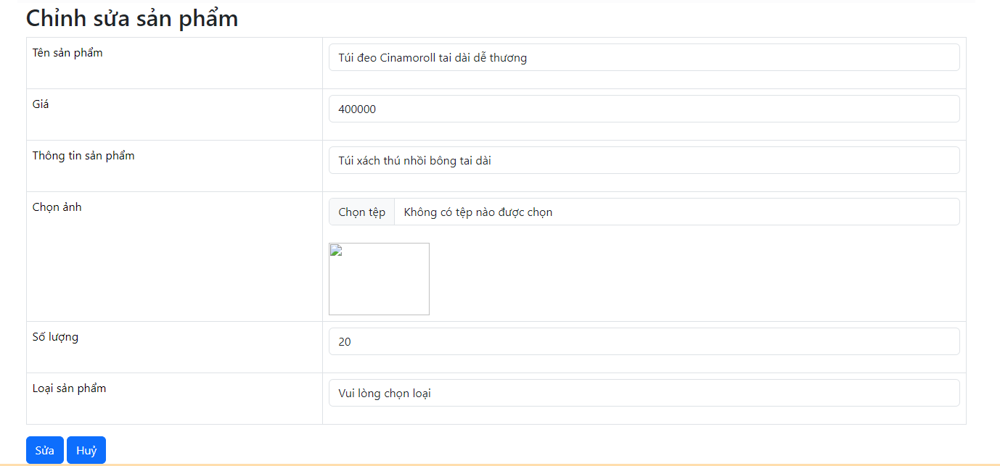 Chỉnh sửa sản phẩm
Tên sản phẩm
Túi đeo Cinamoroll tai dài dễ thương
Giá
400000
Thông tin sản phẩm
Túi xách thú nhồi bông tai dài
Chọn ảnh
Chọn tệp Không có tệp nào được chọn
Số lượng
20
Loại sản phẩm
Vui lòng chọn loại
Sửa Huỷ